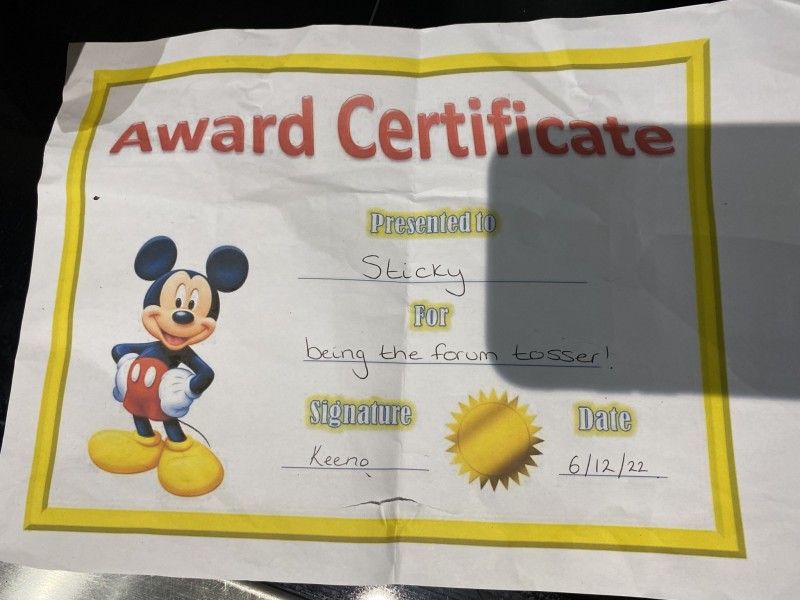 Award Certificate
Presented to
Sticky
For
being the forum tosser!
Signature
Date
Keeno
6/12/22